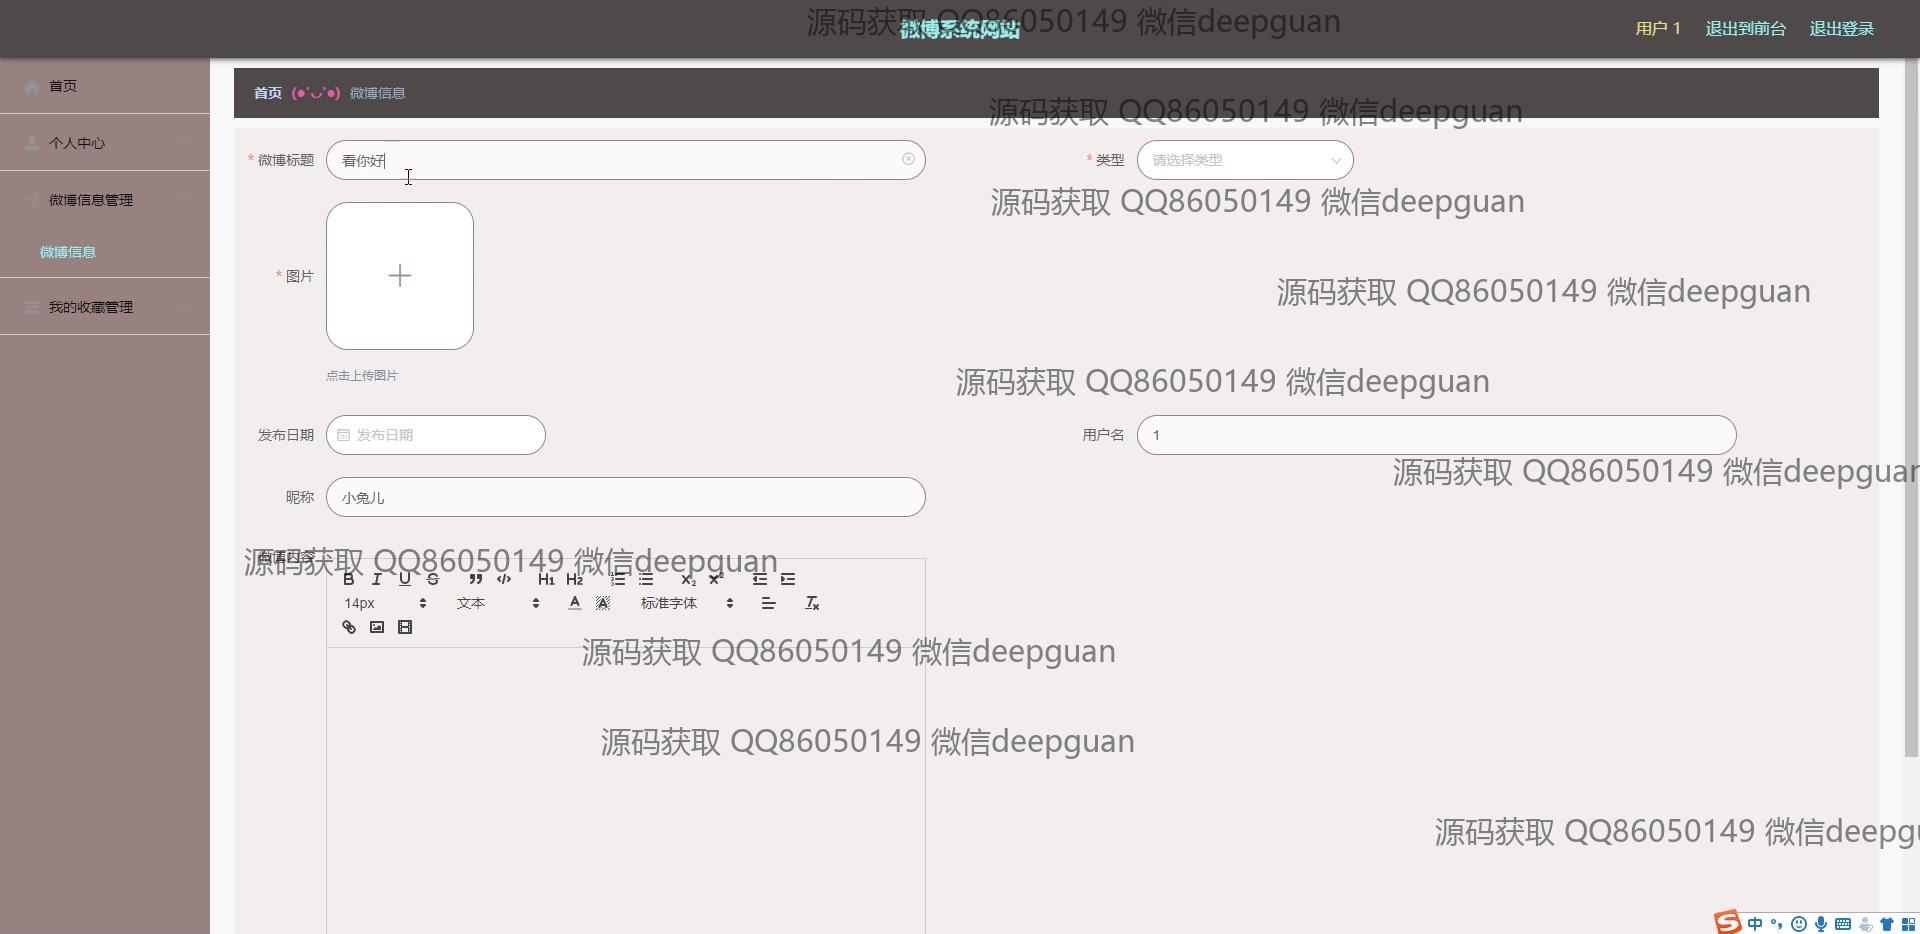 源码获取 QQ86050149 微信deepguan
微博系统网站
用户 1 退出到前台 退出登录
首页
个人中心
微博信息管理
微博信息
我的收藏管理
首页 (●'◡'●) 微博信息
源码获取 QQ86050149 微信deepguan
* 微博标题 看你好
* 类型 请选择类型
源码获取 QQ86050149 微信deepguan
* 图片
源码获取 QQ86050149 微信deepguan
点击上传图片
源码获取 QQ86050149 微信deepguan
发布日期 发布日期
用户名 1
源码获取 QQ86050149 微信deepguan
昵称 小兔儿
微博内容
源码获取 QQ86050149 微信deepguan
B I U S H1 H2 X2 X2
14px 文本 A A 标准字体 Tx
源码获取 QQ86050149 微信deepguan
源码获取 QQ86050149 微信deepguan
源码获取 QQ86050149 微信deepg
S 中